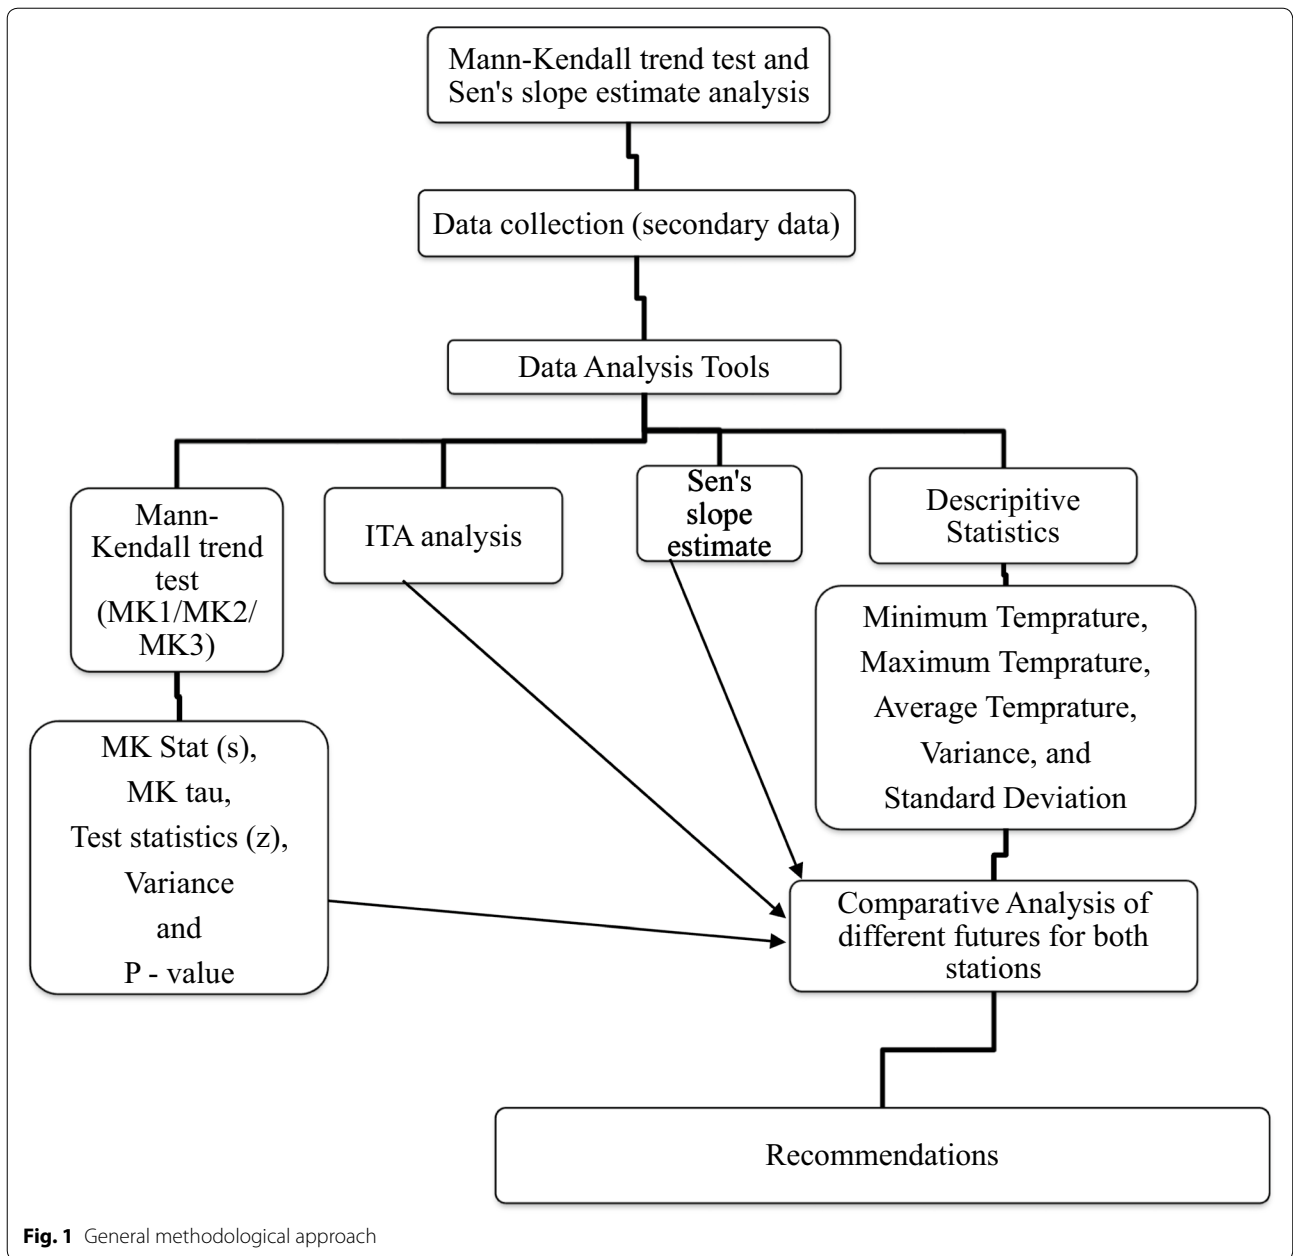 Mann-Kendall trend test and
Sen's slope estimate analysis
Data collection (secondary data)
Data Analysis Tools
Mann-
Kendall trend
test
(MK1/MK2/
MK3)
ITA analysis
Sen's
slope
estimate
Descripitive
Statistics
MK Stat (s),
MK tau,
Test statistics (z),
Variance
and
P - value
Minimum Temprature,
Maximum Temprature,
Average Temprature,
Variance, and
Standard Deviation
Comparative Analysis of
different futures for both
stations
Recommendations
Fig. 1 General methodological approach